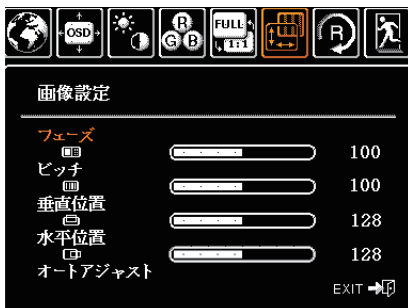 OSD
R
G B
FULL
1:1
R
画像設定
フェーズ
100
ピッチ
100
垂直位置
128
水平位置
128
オートアジャスト
EXIT